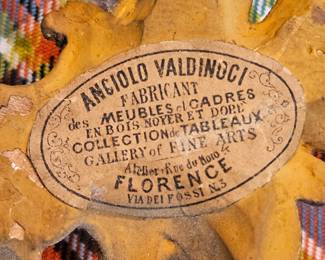 ANGIOLO VALDINOCI
FABRICANT
des MEUBLES et CADRES
EN BOIS NOYER ET DORÉ
COLLECTION de TABLEAUX
GALLERY of FINE ARTS
Atelier Rue du
FLORENCE
VIA DEI FOSSI N.3